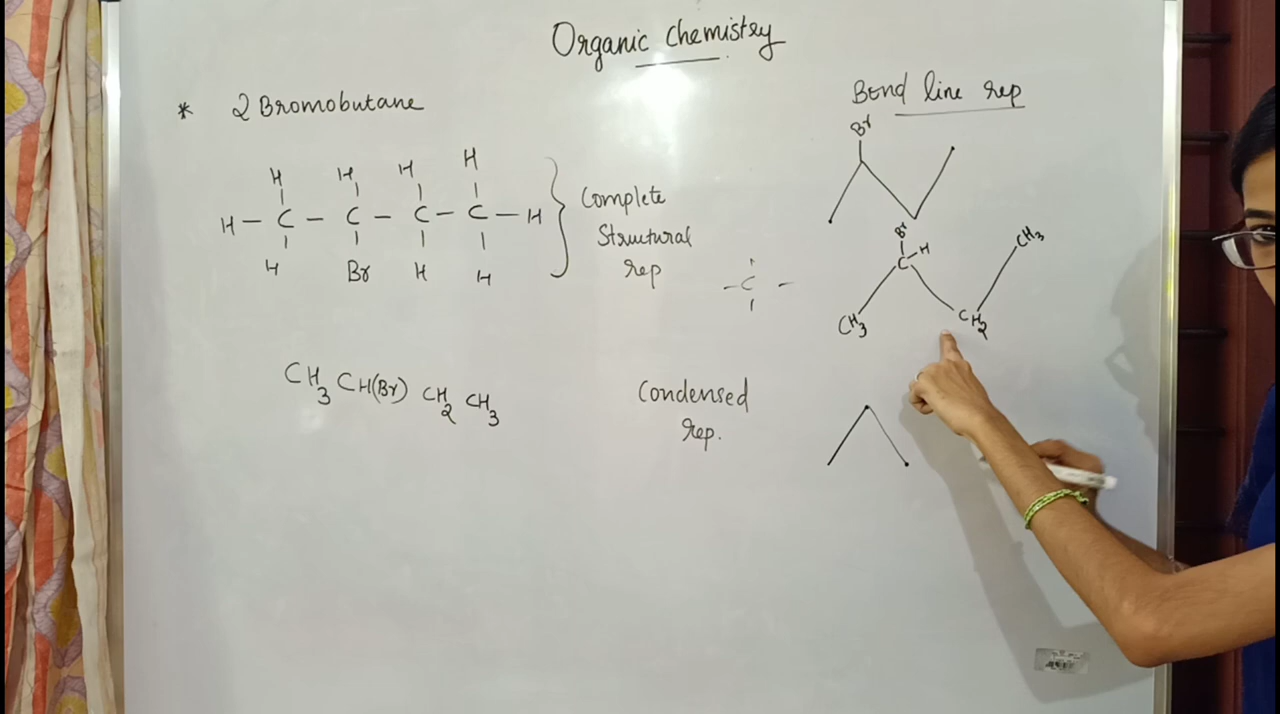 Organic Chemistry
* 2 Bromobutane
H H H H
H – C – C – C – C – H
H Br H H
Complete
Structural
rep
CH3 CH(Br) CH2 CH3
Condensed
rep.
– C –
Bond line rep
Br
Br
C – H
CH3
CH2
CH3